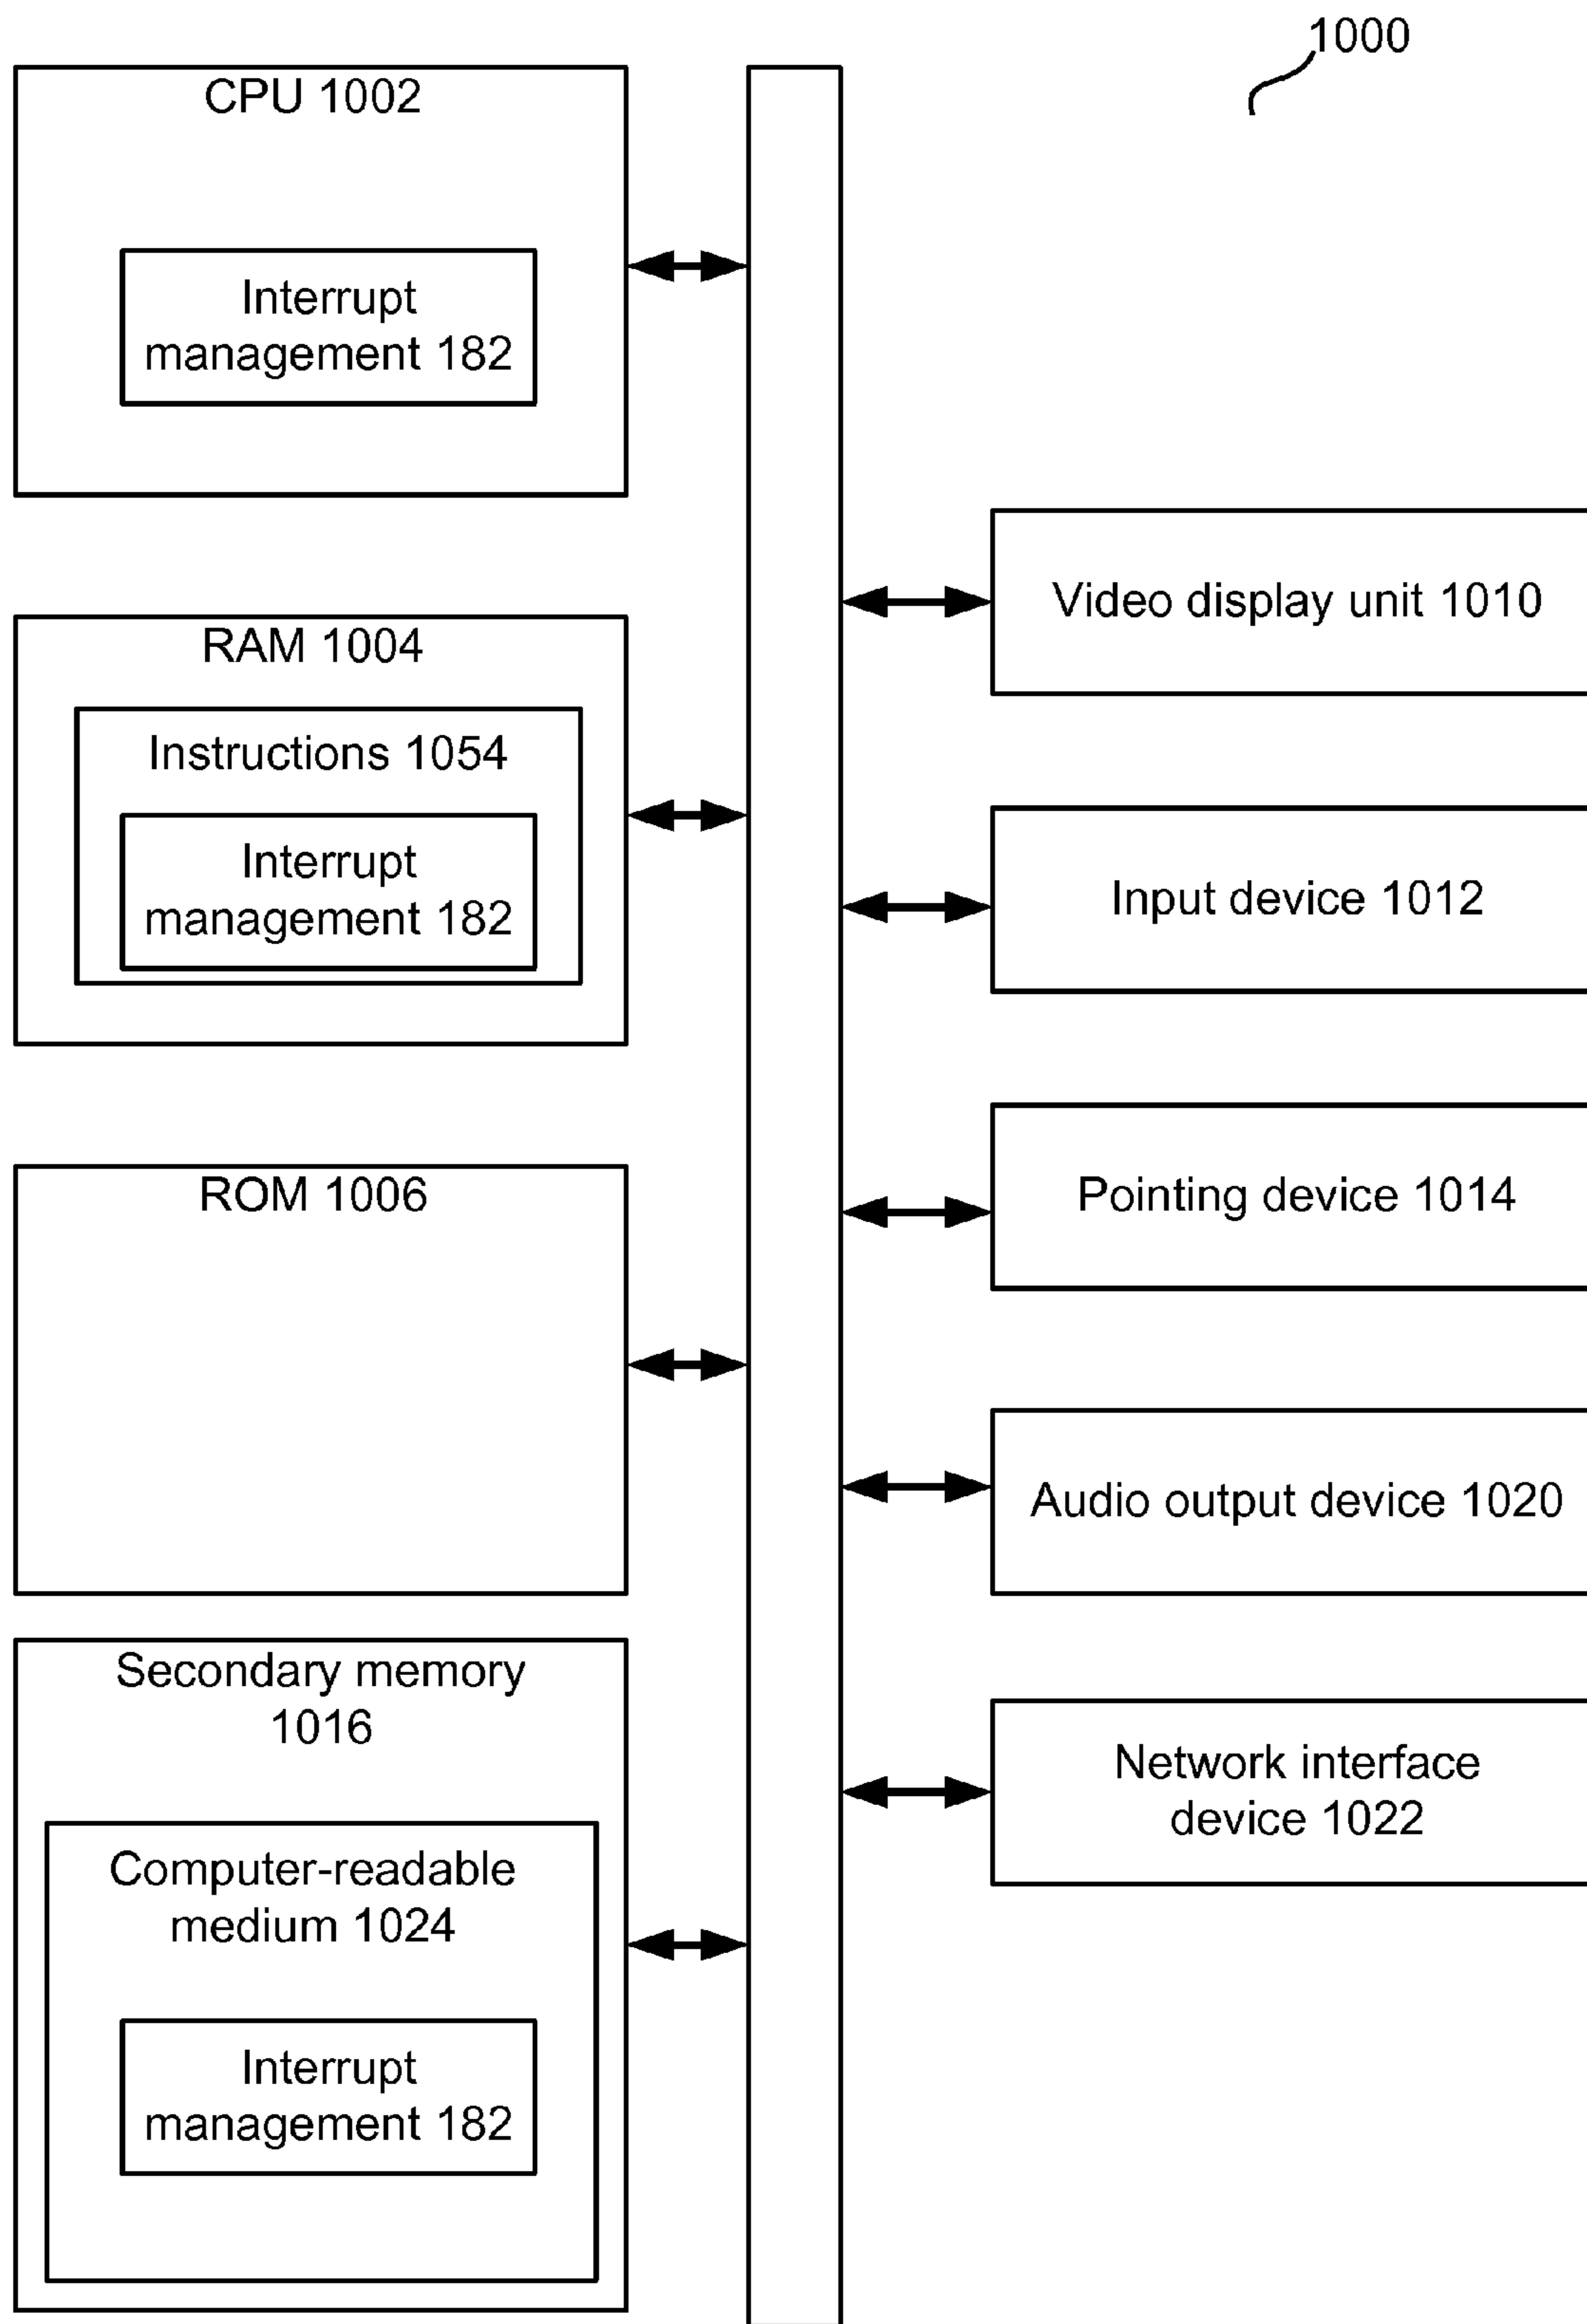 1000
CPU 1002
Interrupt
management 182
RAM 1004
Instructions 1054
Interrupt
management 182
ROM 1006
Secondary memory
1016
Computer-readable
medium 1024
Interrupt
management 182
Video display unit 1010
Input device 1012
Pointing device 1014
Audio output device 1020
Network interface
device 1022